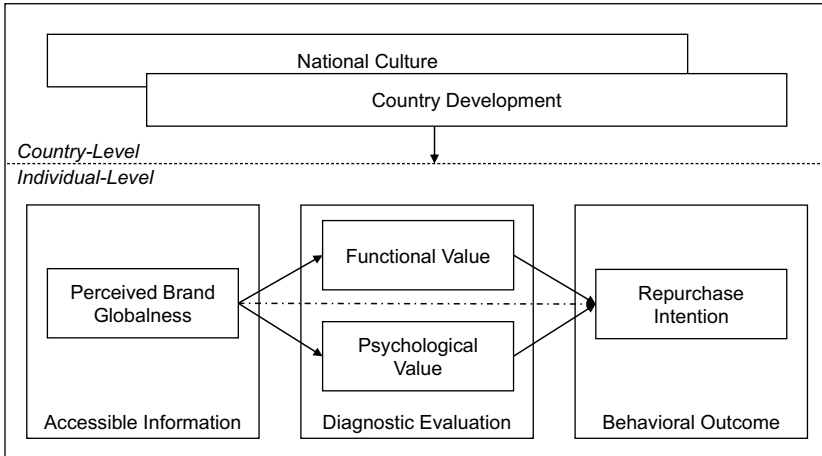 National Culture
Country Development
Country-Level
Individual-Level
Perceived Brand
Globalness
Functional Value
Psychological
Value
Repurchase
Intention
Accessible Information
Diagnostic Evaluation
Behavioral Outcome